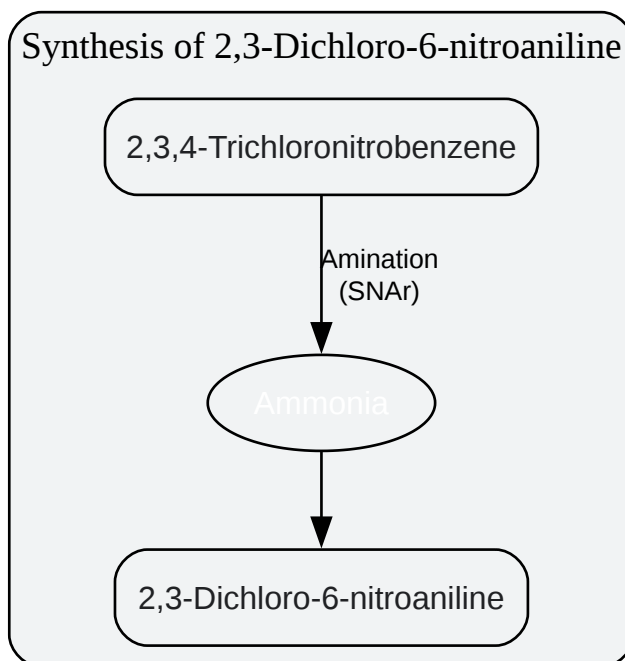 Synthesis of 2,3-Dichloro-6-nitroaniline
2,3,4-Trichloronitrobenzene
Amination
(SNAr)
Ammonia
2,3-Dichloro-6-nitroaniline